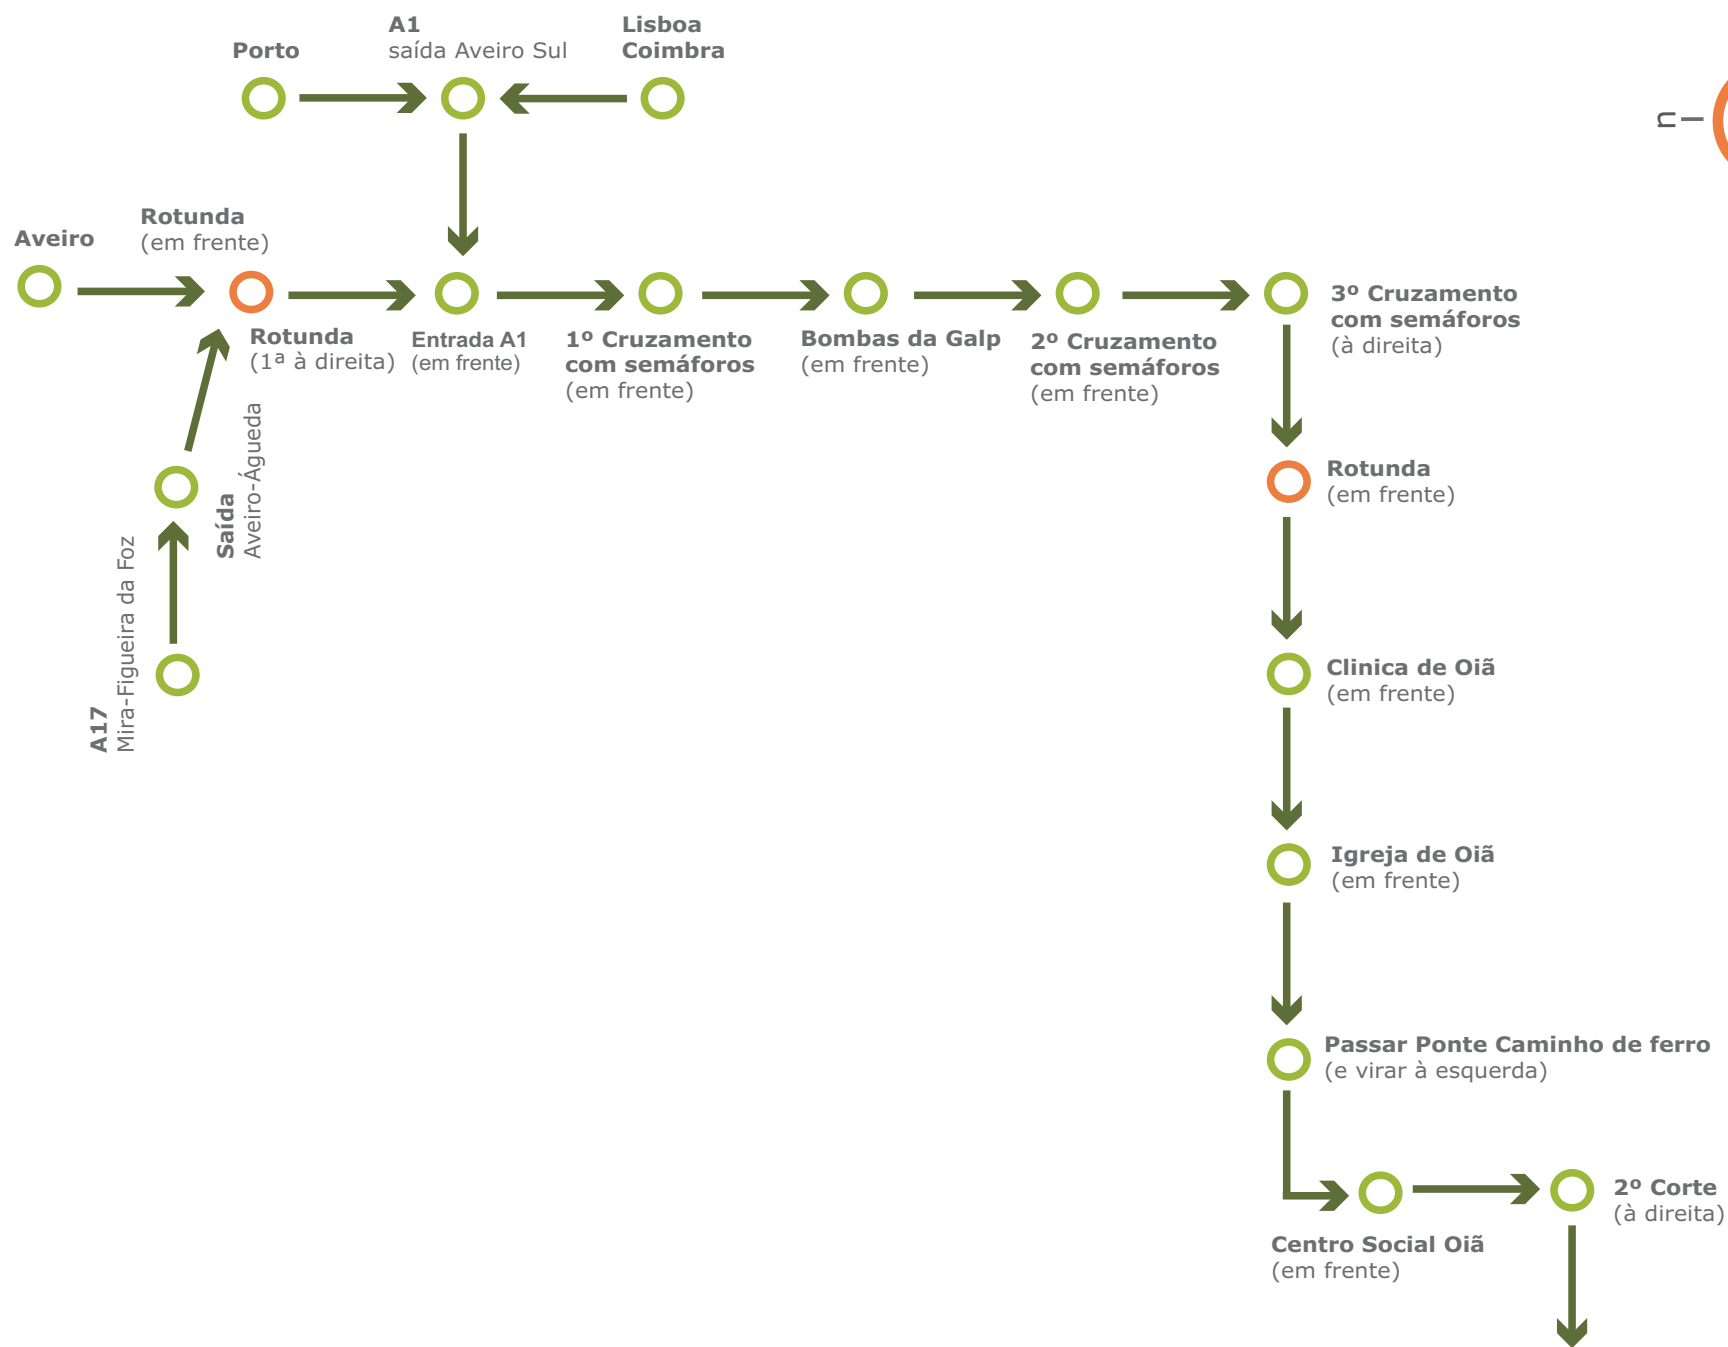 A1
saída Aveiro Sul
Lisboa
Coimbra
Porto
n
Rotunda
(em frente)
Aveiro
Rotunda
(1ª à direita)
Entrada A1
(em frente)
1º Cruzamento
com semáforos
(em frente)
Bombas da Galp
(em frente)
2º Cruzamento
com semáforos
(em frente)
3º Cruzamento
com semáforos
(à direita)
Saída
Aveiro-Águeda
A17
Mira-Figueira da Foz
Rotunda
(em frente)
Clinica de Oiã
(em frente)
Igreja de Oiã
(em frente)
Passar Ponte Caminho de ferro
(e virar à esquerda)
Centro Social Oiã
(em frente)
2º Corte
(à direita)